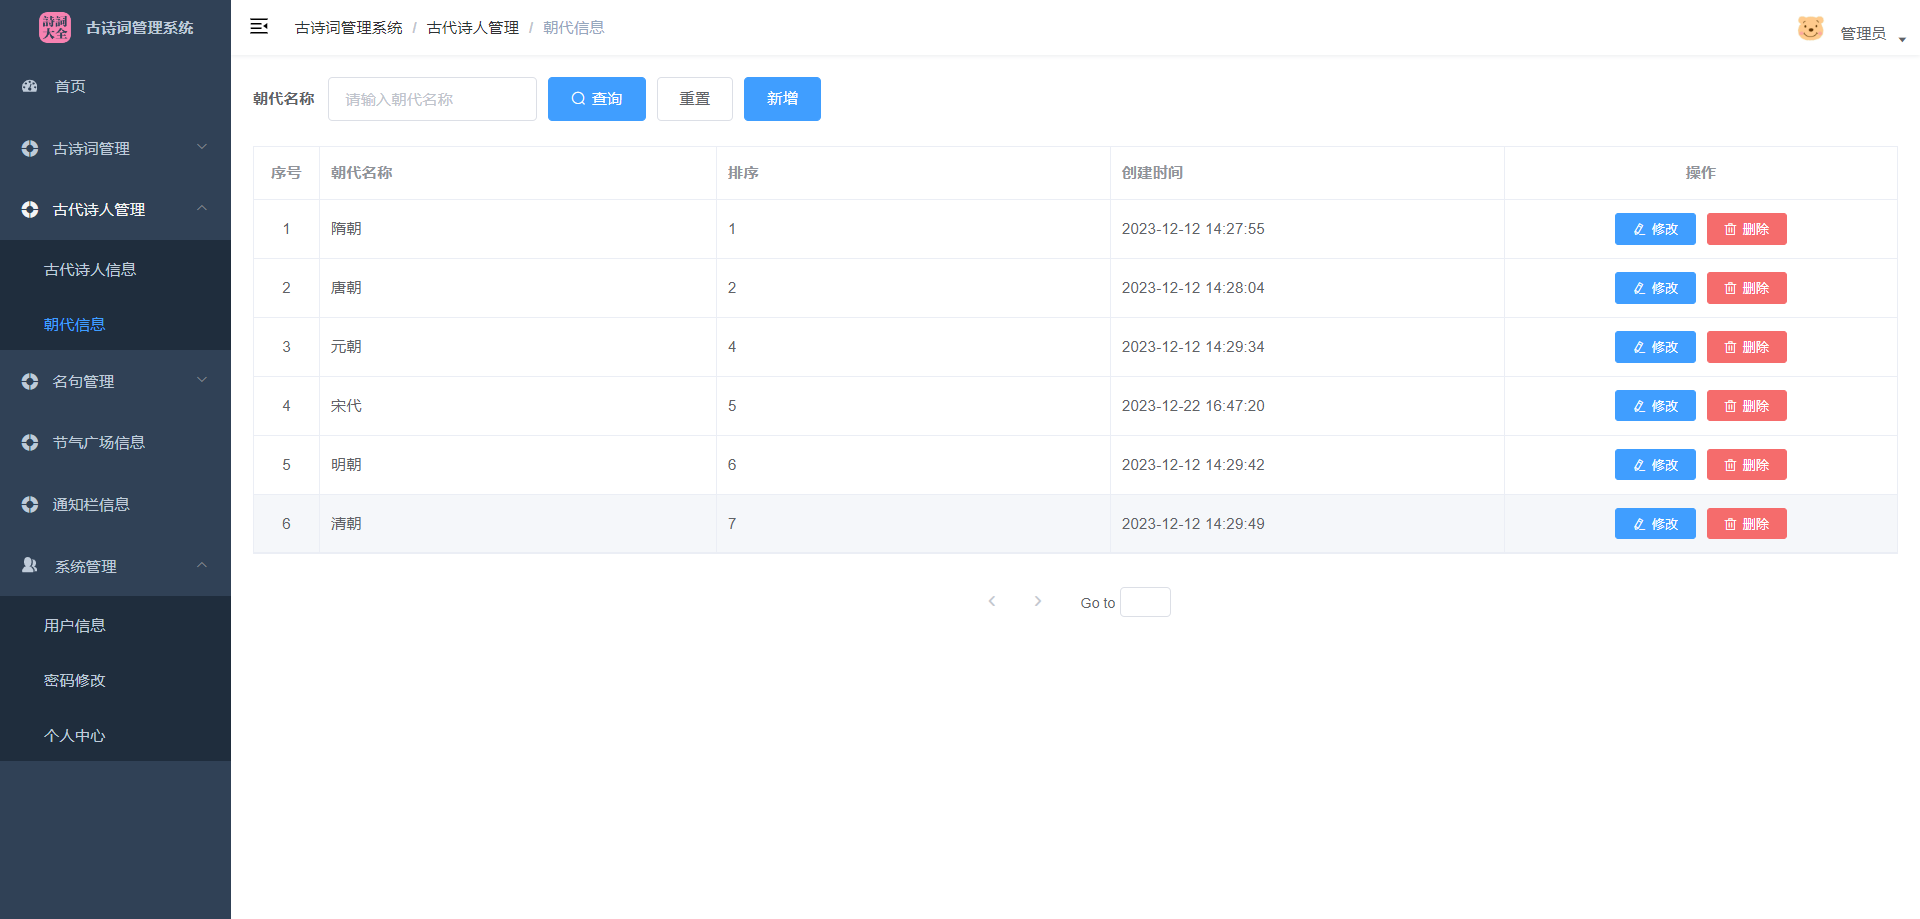 詩詞
大全
古诗词管理系统
首页
古诗词管理
古代诗人管理
古代诗人信息
朝代信息
名句管理
节气广场信息
通知栏信息
系统管理
用户信息
密码修改
个人中心
古诗词管理系统 / 古代诗人管理 / 朝代信息
管理员
朝代名称 请输入朝代名称 查询 重置 新增
序号 朝代名称 排序 创建时间 操作
1 隋朝 1 2023-12-12 14:27:55 修改 删除
2 唐朝 2 2023-12-12 14:28:04 修改 删除
3 元朝 4 2023-12-12 14:29:34 修改 删除
4 宋代 5 2023-12-22 16:47:20 修改 删除
5 明朝 6 2023-12-12 14:29:42 修改 删除
6 清朝 7 2023-12-12 14:29:49 修改 删除
Go to